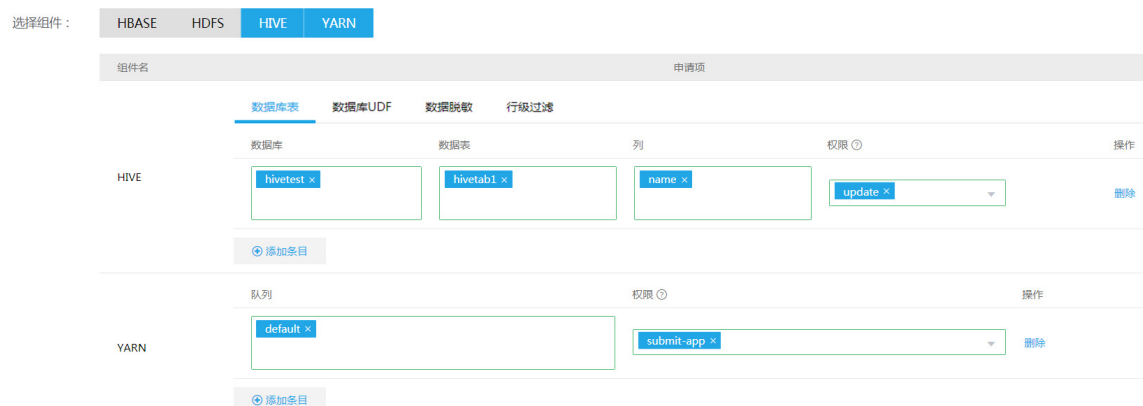 选择组件： HBASE HDFS HIVE YARN
组件名 申请项
数据库表 数据库UDF 数据脱敏 行级过滤
数据库 数据表 列 权限 ? 操作
HIVE hivetest × hivetab1 × name × update × 删除
添加条目
队列 权限 ? 操作
YARN default × submit-app × 删除
添加条目